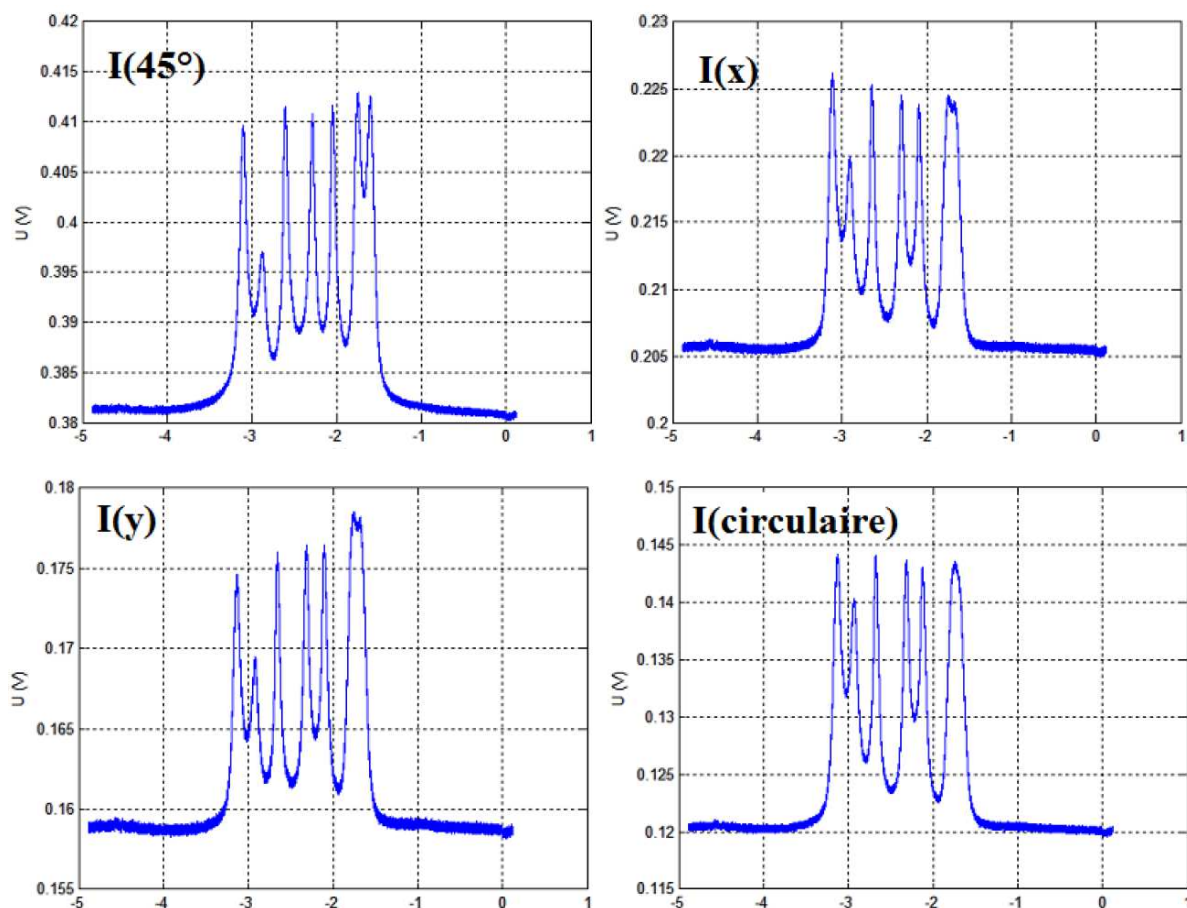 I(45°)
U (V)
0.42
0.415
0.41
0.405
0.4
0.395
0.39
0.385
0.38
-5 -4 -3 -2 -1 0 1
I(x)
U (V)
0.23
0.225
0.22
0.215
0.21
0.205
0.2
-5 -4 -3 -2 -1 0 1
I(y)
U (V)
0.18
0.175
0.17
0.165
0.16
0.155
-5 -4 -3 -2 -1 0 1
I(circulaire)
U (V)
0.15
0.145
0.14
0.135
0.13
0.125
0.12
0.115
-5 -4 -3 -2 -1 0 1